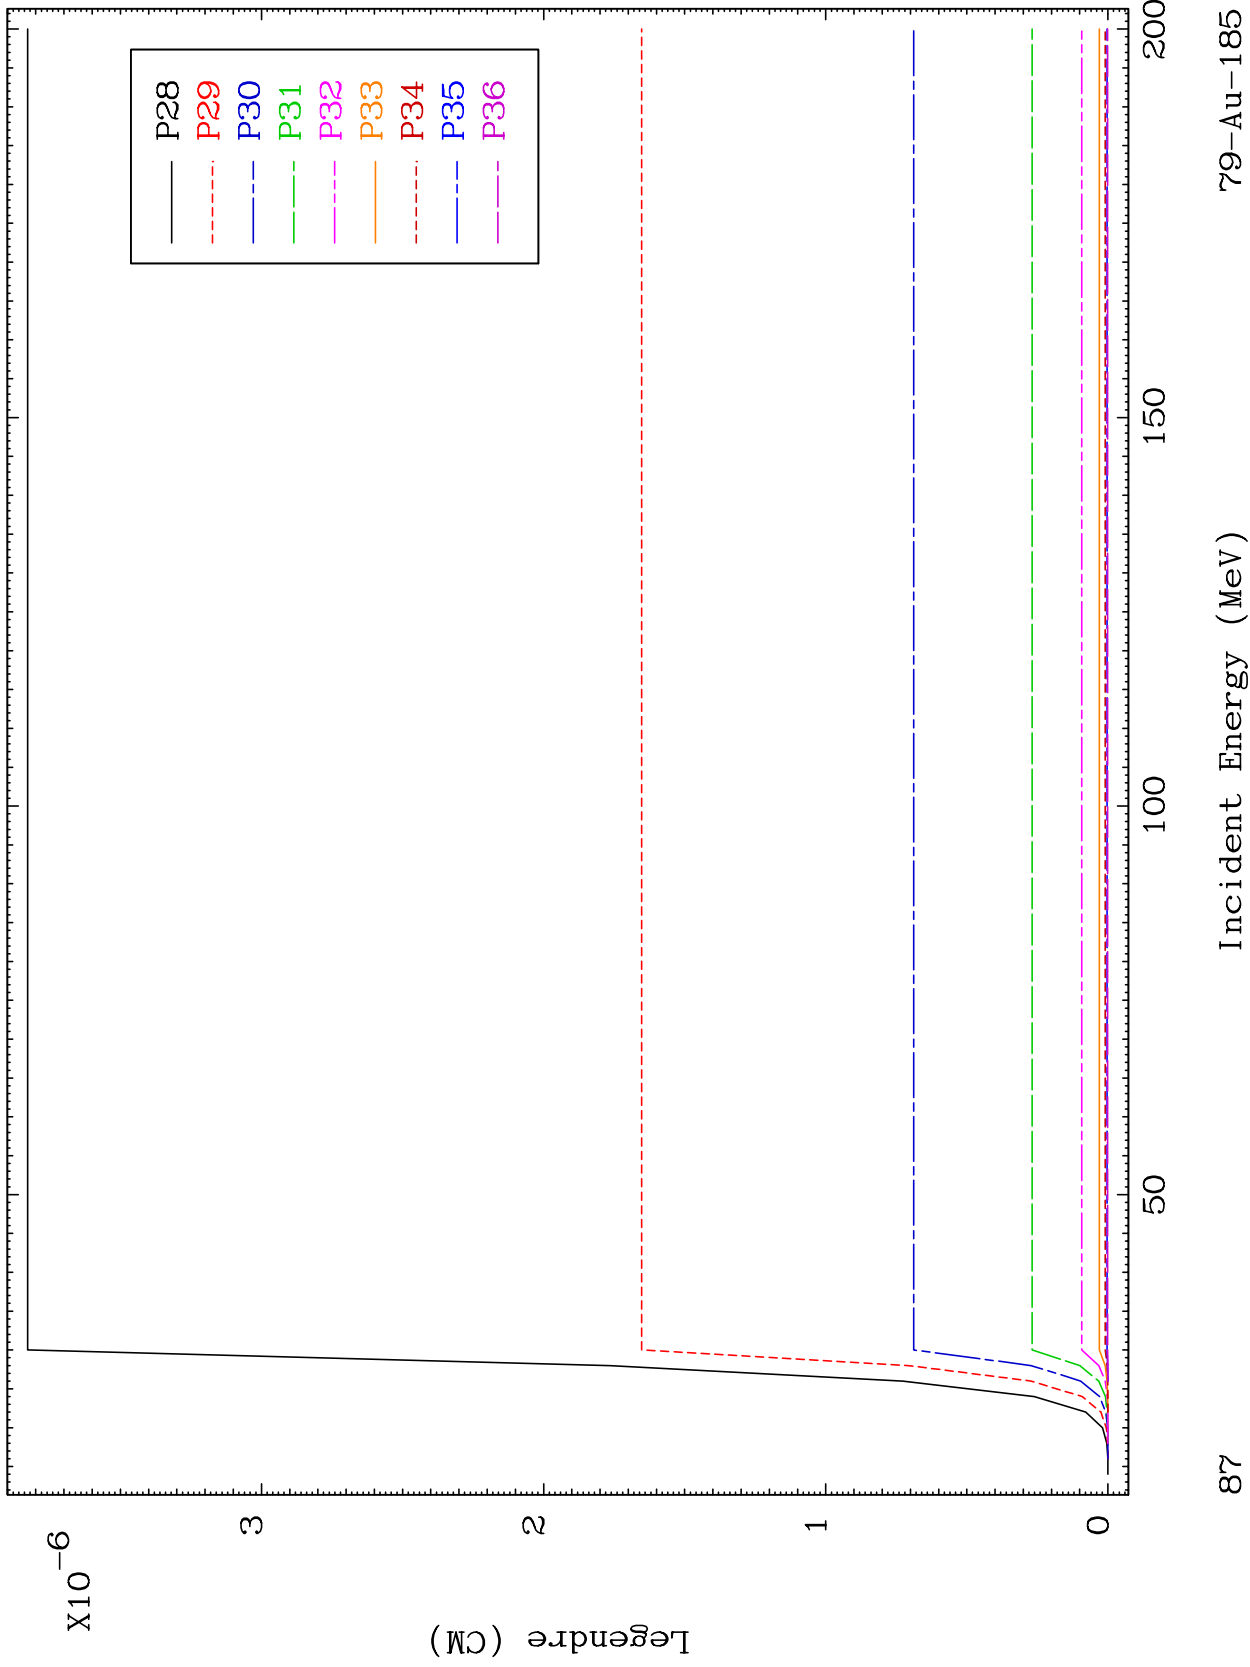 X10-6
3
2
1
0
Legendre (CM)
P28
P29
P30
P31
P32
P33
P34
P35
P36
50
100
150
200
87
Incident Energy (MeV)
79-Au-185